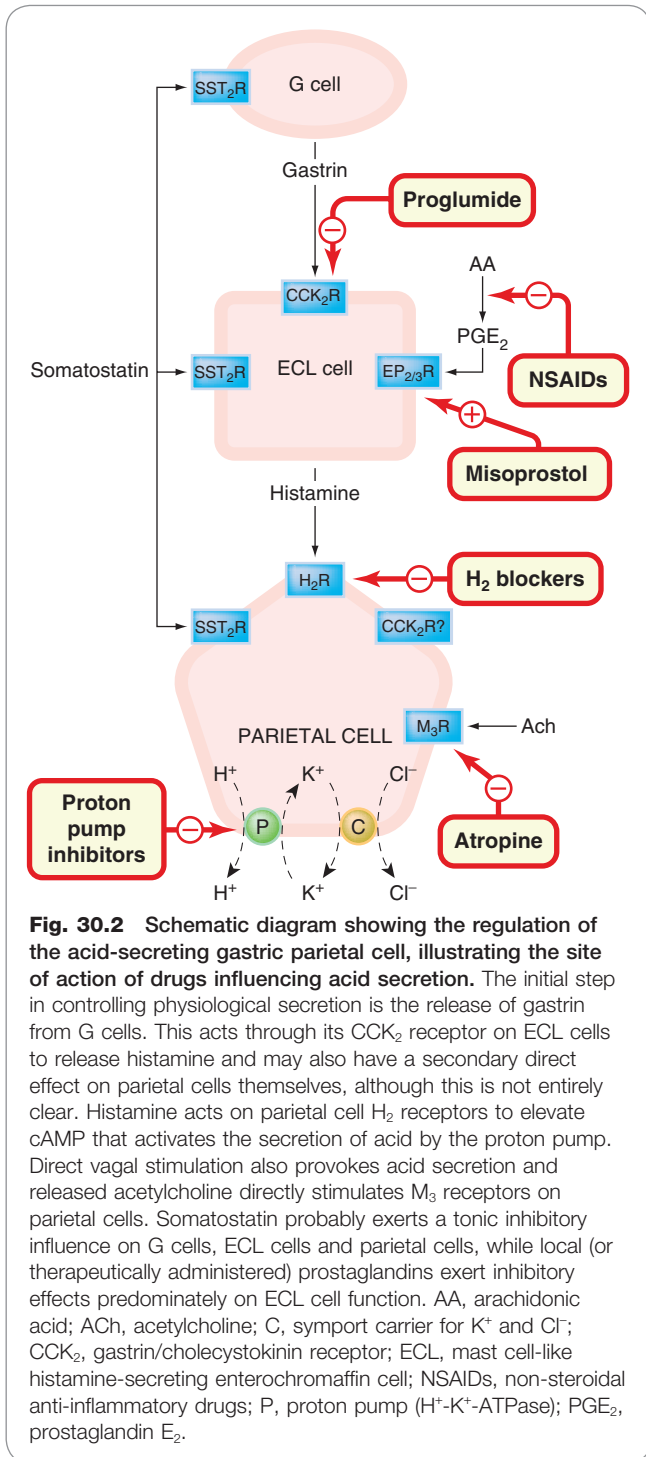 SST₂R
G cell
Gastrin
Proglumide
−
AA
CCK₂R
−
PGE₂
Somatostatin
SST₂R
ECL cell
EP₂/₃R
NSAIDs
+
Misoprostol
Histamine
H₂R
−
H₂ blockers
SST₂R
CCK₂R?
PARIETAL CELL
M₃R
Ach
H⁺
K⁺
Cl⁻
−
Proton
pump
inhibitors
−
P
C
Atropine
H⁺
K⁺
Cl⁻
Fig. 30.2 Schematic diagram showing the regulation of
the acid-secreting gastric parietal cell, illustrating the site
of action of drugs influencing acid secretion. The initial step
in controlling physiological secretion is the release of gastrin
from G cells. This acts through its CCK₂ receptor on ECL cells
to release histamine and may also have a secondary direct
effect on parietal cells themselves, although this is not entirely
clear. Histamine acts on parietal cell H₂ receptors to elevate
cAMP that activates the secretion of acid by the proton pump.
Direct vagal stimulation also provokes acid secretion and
released acetylcholine directly stimulates M₃ receptors on
parietal cells. Somatostatin probably exerts a tonic inhibitory
influence on G cells, ECL cells and parietal cells, while local (or
therapeutically administered) prostaglandins exert inhibitory
effects predominately on ECL cell function. AA, arachidonic
acid; ACh, acetylcholine; C, symport carrier for K⁺ and Cl⁻;
CCK₂, gastrin/cholecystokinin receptor; ECL, mast cell-like
histamine-secreting enterochromaffin cell; NSAIDs, non-steroidal
anti-inflammatory drugs; P, proton pump (H⁺-K⁺-ATPase); PGE₂,
prostaglandin E₂.